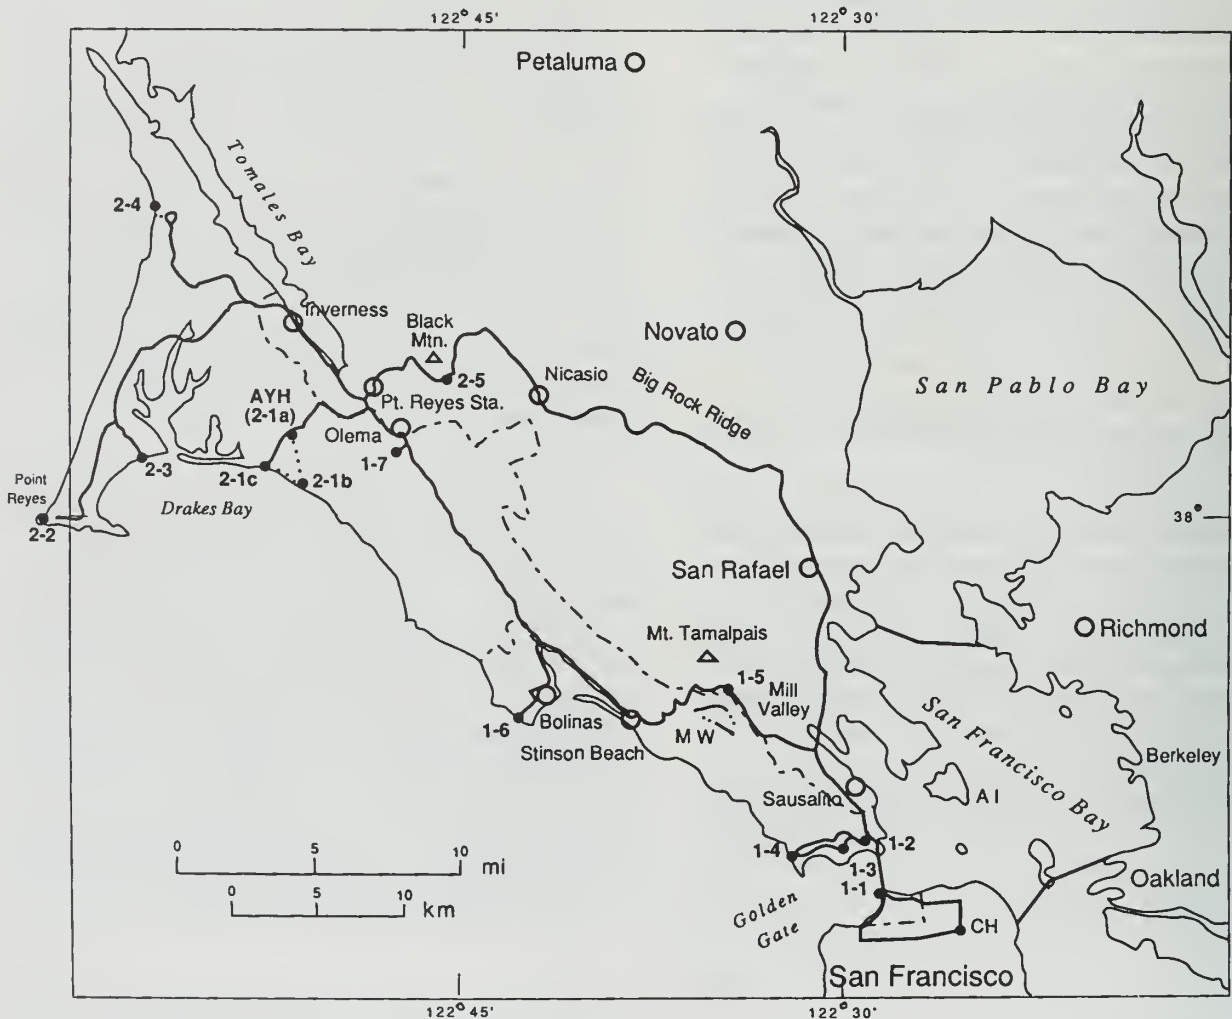 122° 45'
122° 30'
Petaluma
Tomales Bay
2-4
Inverness
Black
Mtn.
Novato
San Pablo Bay
Nicasio
2-5
Big Rock Ridge
AYH
(2-1a)
Pt. Reyes Sta.
Olema
1-7
2-3
2-1c
2-1b
Point
Reyes
Drakes Bay
2-2
38°
San Rafael
Richmond
Mt. Tamalpais
1-5
Mill
Valley
1-6
Bolinas
M W
Stinson Beach
San Francisco Bay
Berkeley
Sausalito
A I
0
5
10
mi
0
5
10
km
1-4
1-2
1-3
1-1
Oakland
Golden
Gate
CH
San Francisco
122° 45'
122° 30'